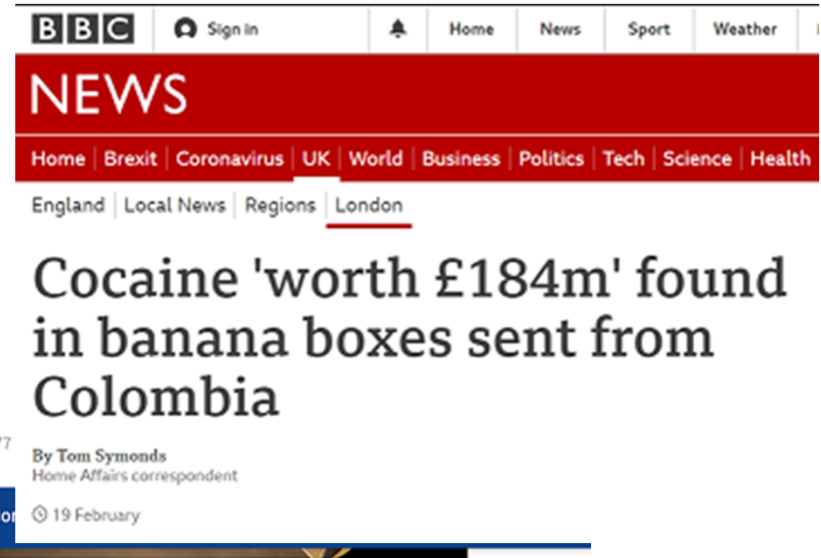 BBC Sign in Home News Sport Weather
NEWS
Home Brexit Coronavirus UK World Business Politics Tech Science Health
England Local News Regions London
Cocaine 'worth £184m' found
in banana boxes sent from
Colombia
By Tom Symonds
Home Affairs correspondent
19 February